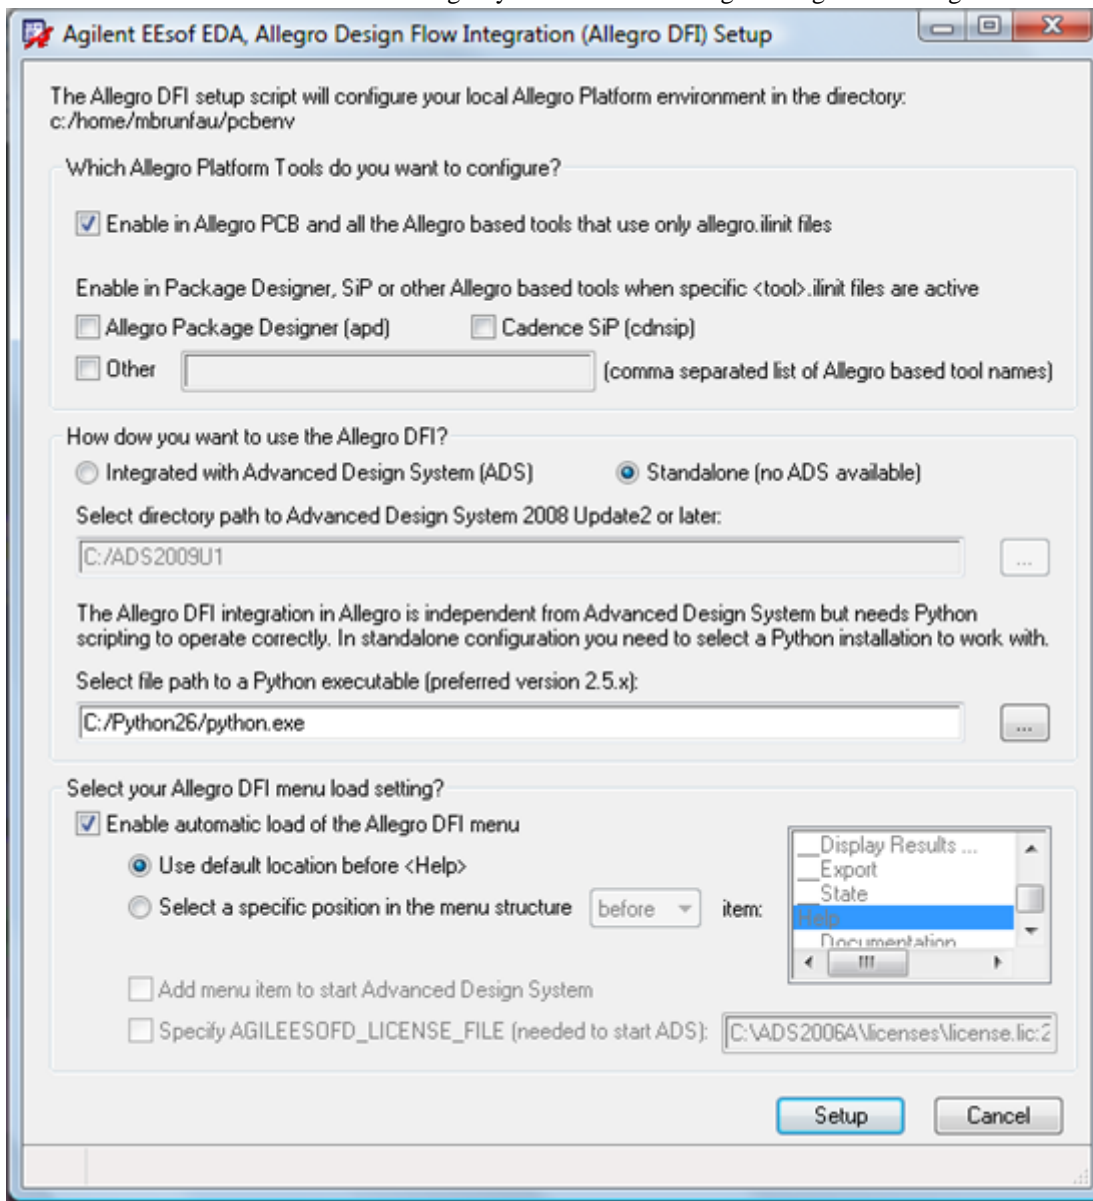 Agilent EEsof EDA, Allegro Design Flow Integration (Allegro DFI) Setup
The Allegro DFI setup script will configure your local Allegro Platform environment in the directory:
c:/home/mbrunfau/pcbenv
Which Allegro Platform Tools do you want to configure?
Enable in Allegro PCB and all the Allegro based tools that use only allegro.ilinit files
Enable in Package Designer, SiP or other Allegro based tools when specific <tool>.ilinit files are active
Allegro Package Designer (apd) Cadence SiP (cdnsip)
Other (comma separated list of Allegro based tool names)
How dow you want to use the Allegro DFI?
Integrated with Advanced Design System (ADS) Standalone (no ADS available)
Select directory path to Advanced Design System 2008 Update2 or later:
C:/ADS2009U1 ...
The Allegro DFI integration in Allegro is independent from Advanced Design System but needs Python
scripting to operate correctly. In standalone configuration you need to select a Python installation to work with.
Select file path to a Python executable (preferred version 2.5.x):
C:/Python26/python.exe ...
Select your Allegro DFI menu load setting?
Enable automatic load of the Allegro DFI menu
__Display Results ...
Use default location before <Help>
__Export
__State
Select a specific position in the menu structure before item:
Help
__Documentation
Add menu item to start Advanced Design System
Specify AGILEESOFD_LICENSE_FILE (needed to start ADS): C:\ADS2006A\licenses\license.lic:2
Setup Cancel